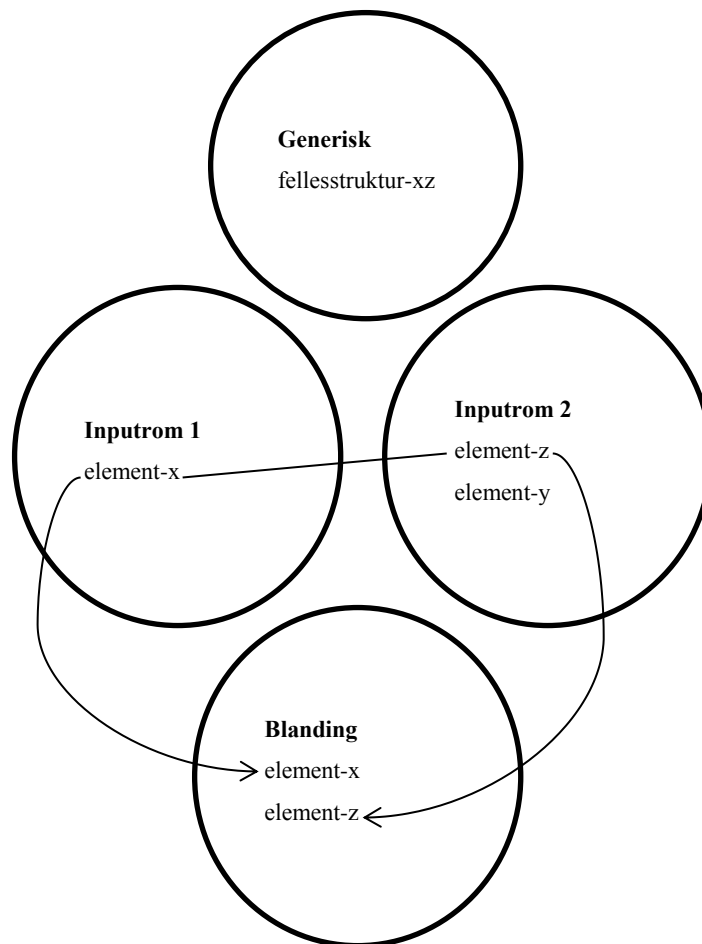 Generisk
fellesstruktur-xz
Inputrom 1
element-x
Inputrom 2
element-z
element-y
Blanding
element-x
element-z